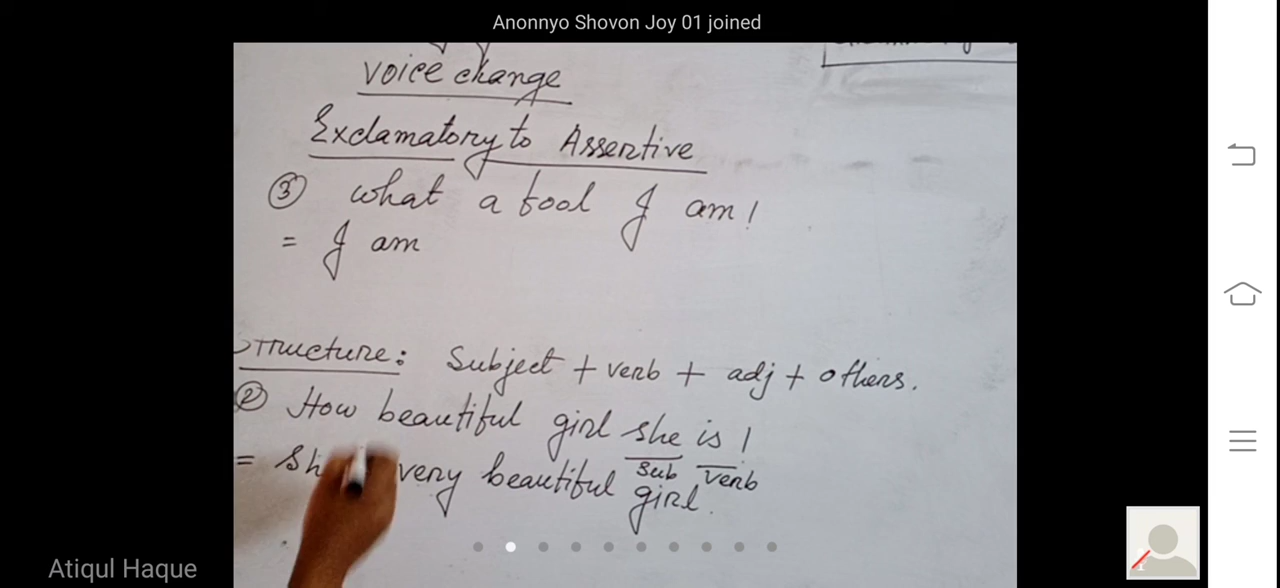 Anonnyo Shovon Joy 01 joined
voice change
Exclamatory to Assertive
③ what a fool I am!
= I am
Structure: Subject + verb + adj + others.
② How beautiful girl she is!
sub verb
= very beautiful girl.
Atiqul Haque